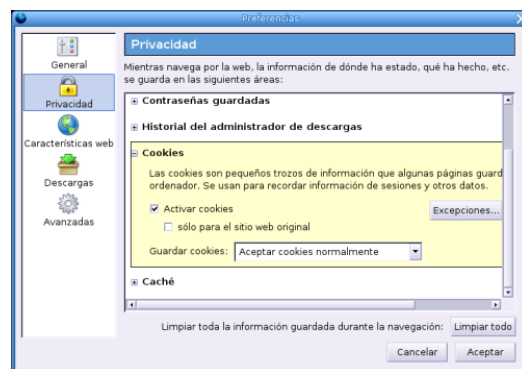 Preferencias
General
Privacidad
Características web
Descargas
Avanzadas
Privacidad
Mientras navega por la web, la información de dónde ha estado, qué ha hecho, etc.
se guarda en las siguientes áreas:
Contraseñas guardadas
Historial del administrador de descargas
Cookies
Las cookies son pequeños trozos de información que algunas páginas guard
ordenador. Se usan para recordar información de sesiones y otros datos.
Activar cookies
Excepciones...
sólo para el sitio web original
Guardar cookies: Aceptar cookies normalmente
Caché
Limpiar toda la información guardada durante la navegación: Limpiar todo
Cancelar Aceptar